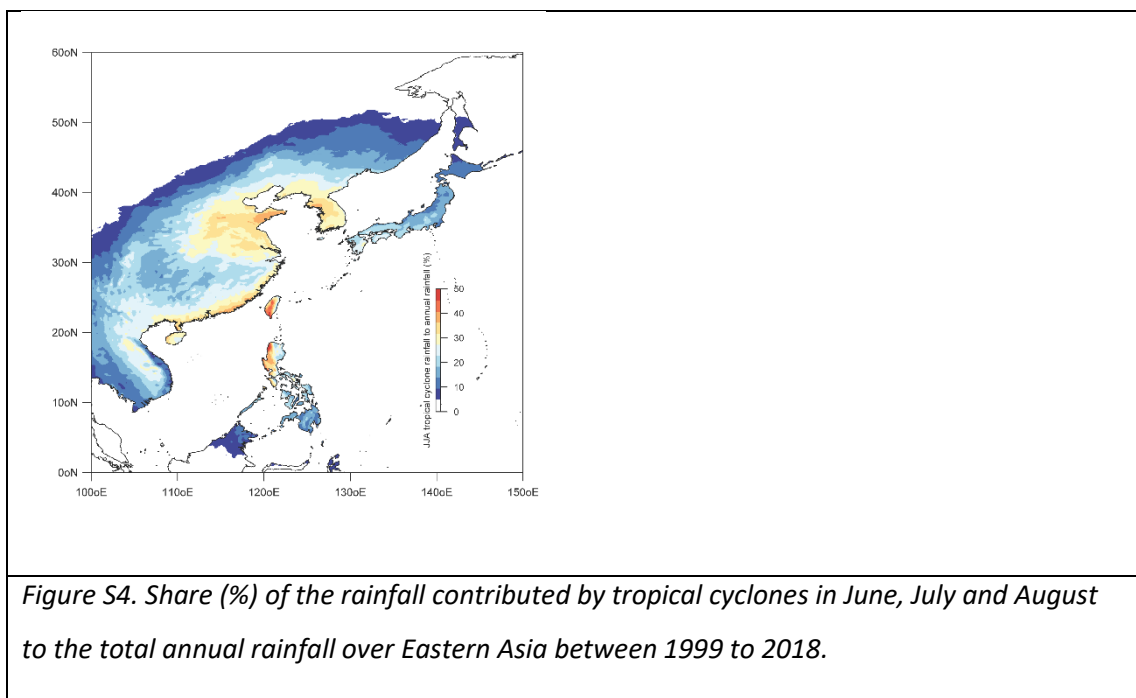 60oN
50oN
40oN
30oN
20oN
10oN
0oN
100oE 110oE 120oE 130oE 140oE 150oE
JJA tropical cyclone rainfall to annual rainfall (%)
50
40
30
20
10
0
Figure S4. Share (%) of the rainfall contributed by tropical cyclones in June, July and August
to the total annual rainfall over Eastern Asia between 1999 to 2018.